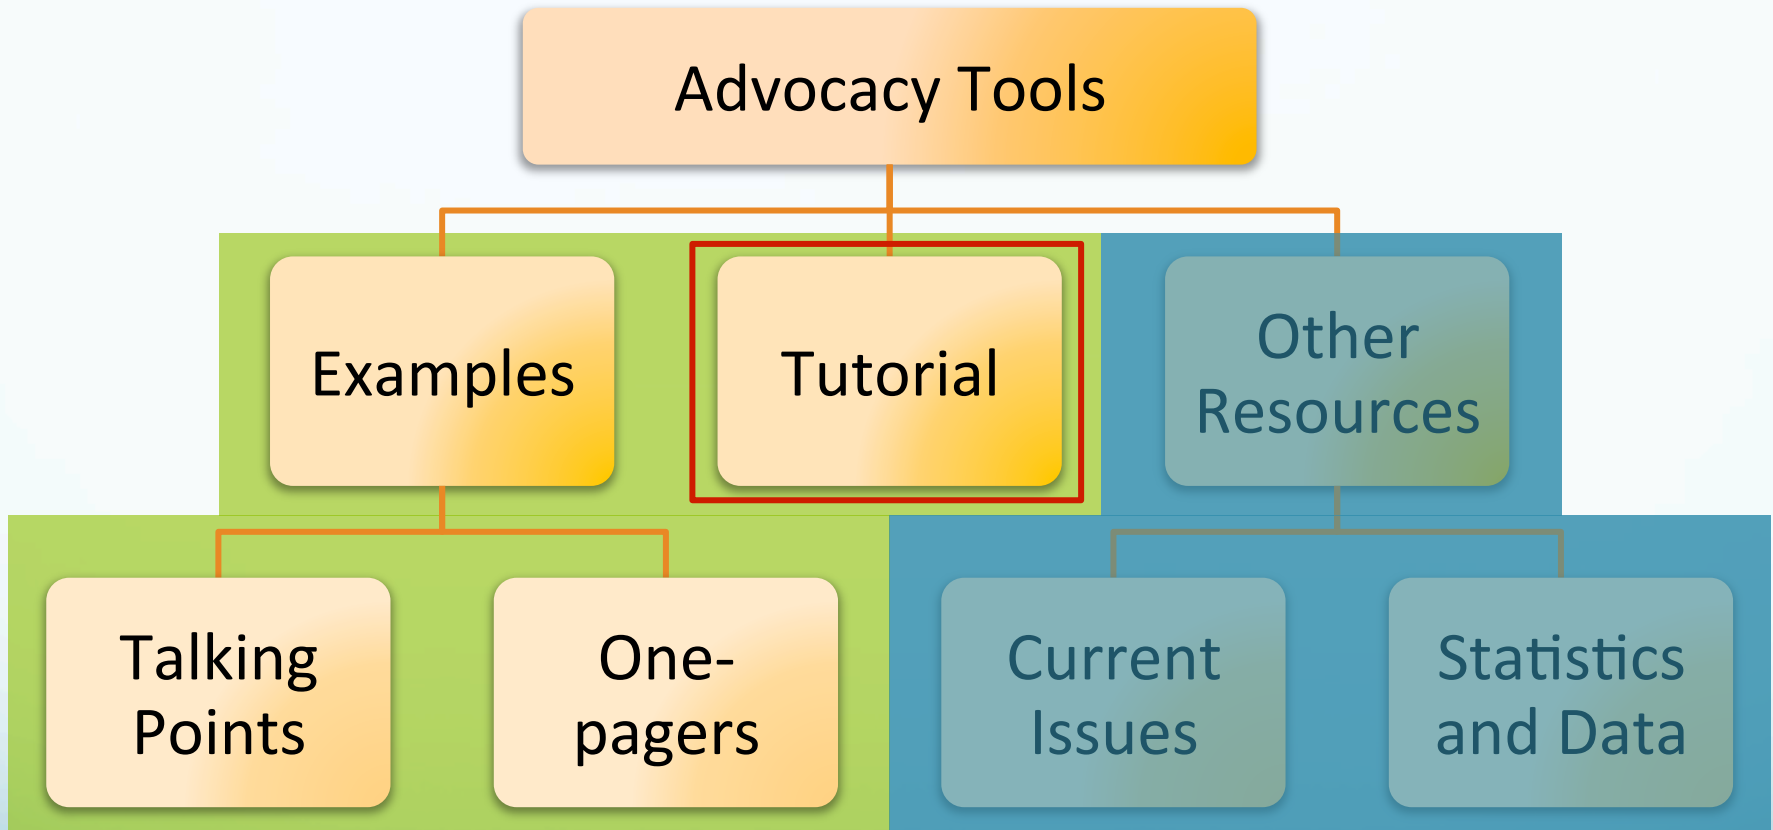 Advocacy Tools
Examples
Tutorial
Other
Resources
Talking
Points
One-
pagers
Current
Issues
Statistics
and Data